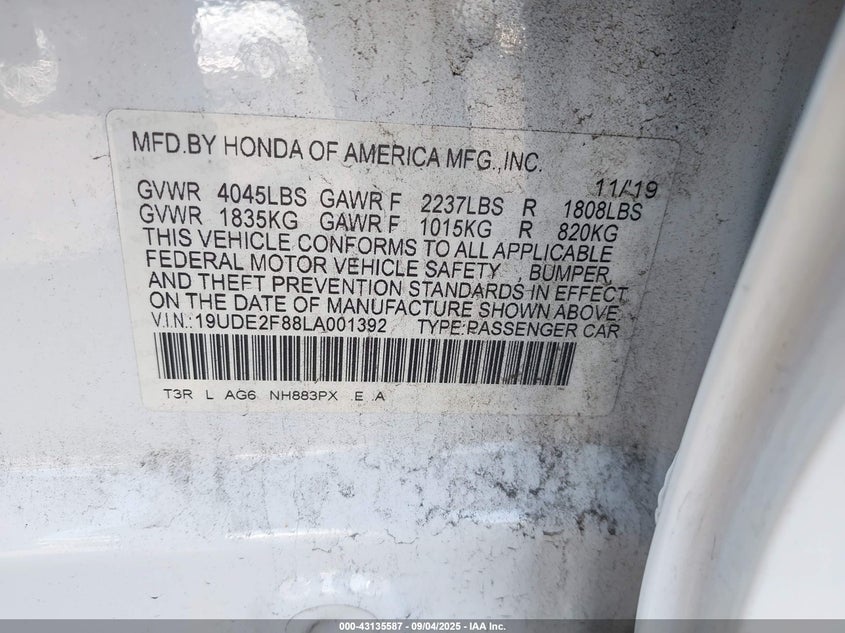 MFD.BY HONDA OF AMERICA MFG.,INC.
11/19
GVWR 4045LBS GAWR F 2237LBS R 1808LBS
GVWR 1835KG GAWR F 1015KG R 820KG
THIS VEHICLE CONFORMS TO ALL APPLICABLE
FEDERAL MOTOR VEHICLE SAFETY , BUMPER,
AND THEFT PREVENTION STANDARDS IN EFFECT
ON THE DATE OF MANUFACTURE SHOWN ABOVE.
V.I.N.: 19UDE2F88LA001392 TYPE:PASSENGER CAR
T3R L AG6 NH883PX E A
000-43135587 - 09/04/2025 - IAA Inc.